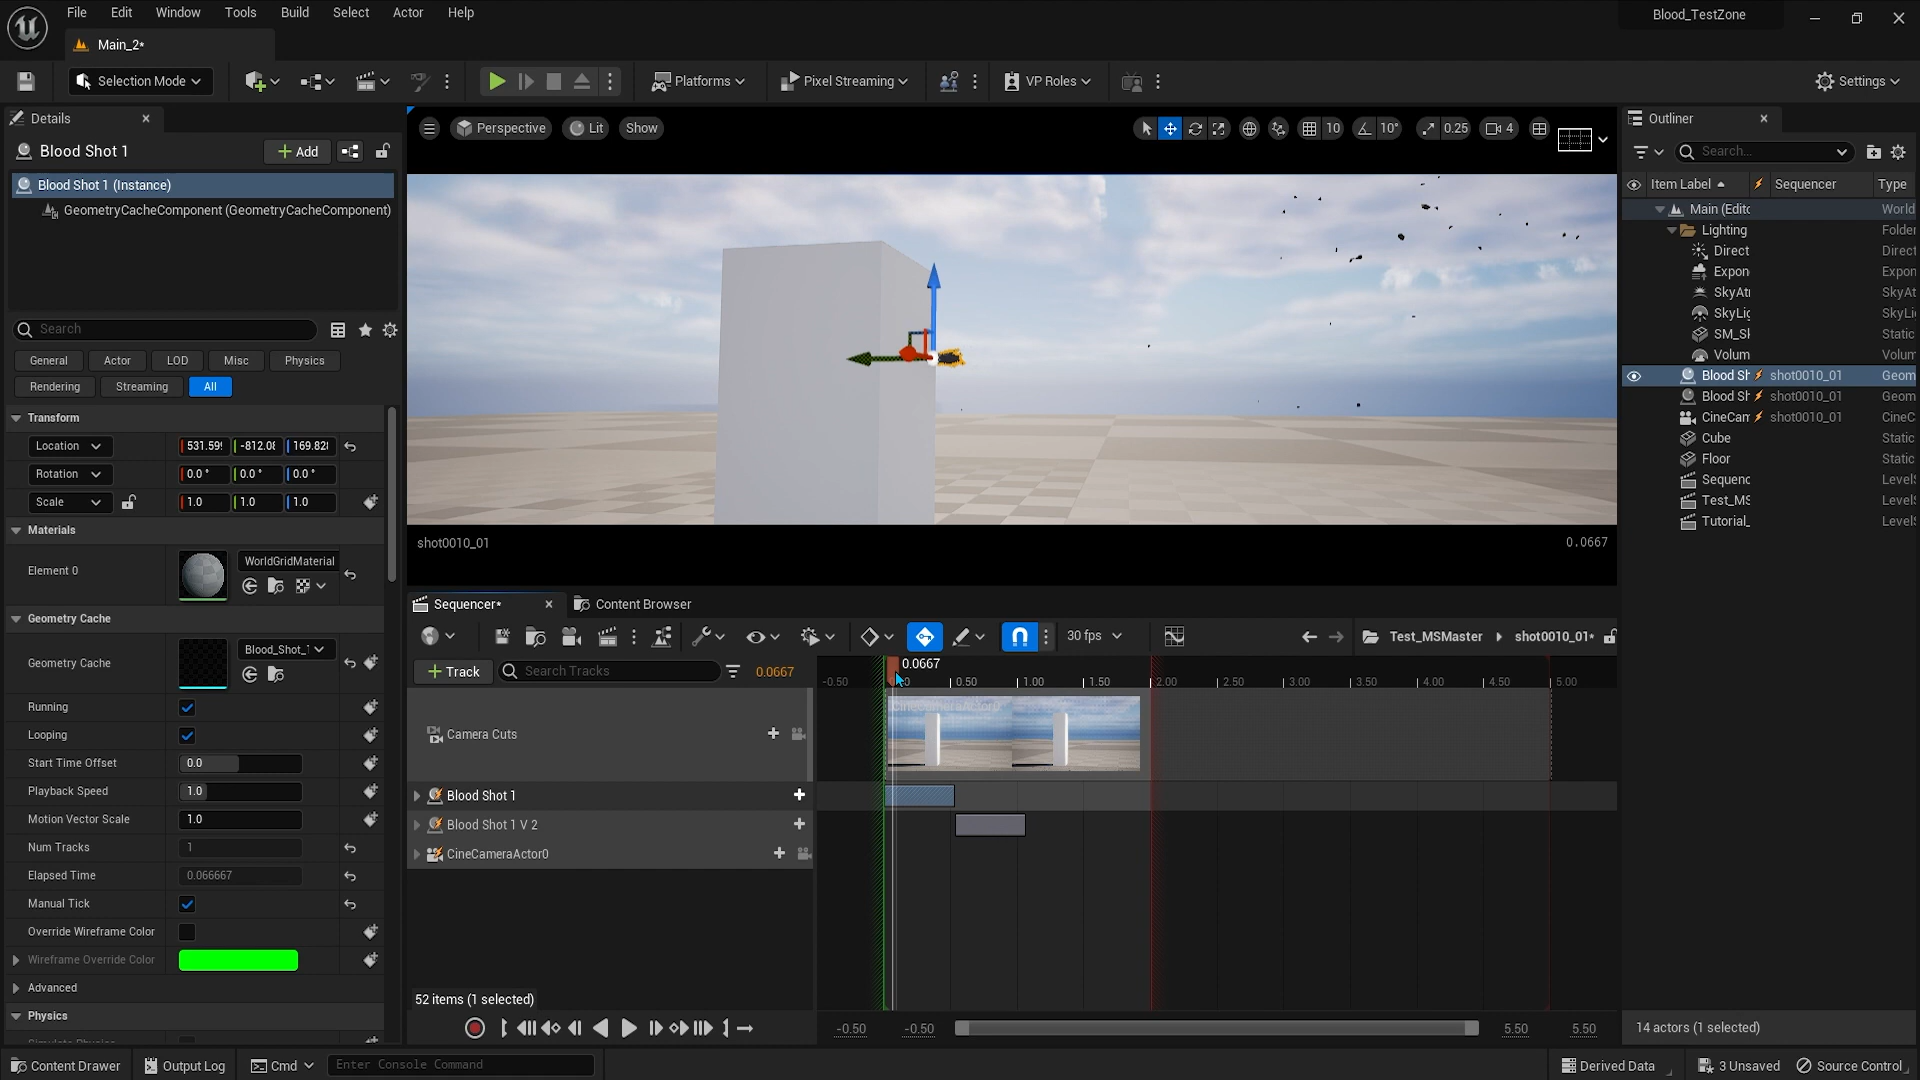 File Edit Window Tools Build Select Actor Help
Blood_TestZone
Main_2*
Selection Mode
Platforms
Pixel Streaming
VP Roles
Settings
Details
Blood Shot 1
Add
Blood Shot 1 (Instance)
GeometryCacheComponent (GeometryCacheComponent)
Search
General Actor LOD Misc Physics
Rendering Streaming All
Transform
Location 531.59 -812.0 169.82
Rotation 0.0° 0.0° 0.0°
Scale 1.0 1.0 1.0
Materials
Element 0 WorldGridMaterial
Geometry Cache
Geometry Cache Blood_Shot_1
Running
Looping
Start Time Offset 0.0
Playback Speed 1.0
Motion Vector Scale 1.0
Num Tracks 1
Elapsed Time 0.066667
Manual Tick
Override Wireframe Color
Wireframe Override Color
Advanced
Physics
Perspective Lit Show
10 10° 0.25 4
shot0010_01 0.0667
Sequencer* Content Browser
30 fps Test_MSMaster shot0010_01*
Track Search Tracks 0.0667
0.0667
-0.50 0.50 1.00 1.50 2.00 2.50 3.00 3.50 4.00 4.50 5.00
Camera Cuts
CineCameraActor0
Blood Shot 1
Blood Shot 1 V 2
CineCameraActor0
52 items (1 selected)
-0.50 -0.50 5.50 5.50
Outliner
Search...
Item Label Sequencer Type
Main (Edito World
Lighting Folder
Direct Direct
Expon Expon
SkyAt SkyAt
SkyLig SkyLi
SM_Sk Static
Volum Volum
Blood Sh shot0010_01 Geom
Blood Sh shot0010_01 Geom
CineCam shot0010_01 CineC
Cube Static
Floor Static
Sequenc LevelS
Test_MS LevelS
Tutorial_ LevelS
14 actors (1 selected)
Content Drawer Output Log Cmd Enter Console Command
Derived Data 3 Unsaved Source Control